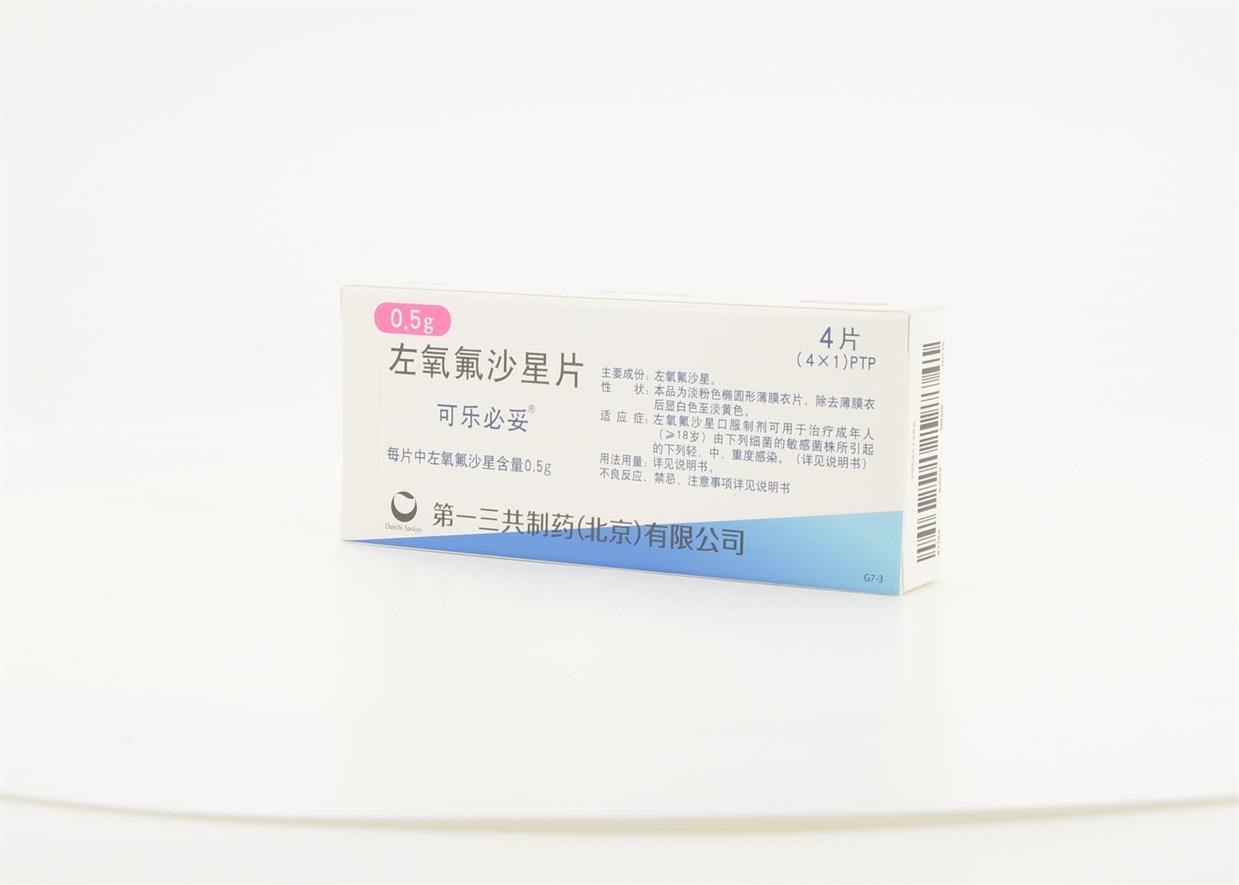 0.5g
左氧氟沙星片
可乐必妥®
每片中左氧氟沙星含量0.5g
Daiichi-Sankyo
第一三共制药(北京)有限公司
4片
(4×1)PTP
主要成份：左氧氟沙星。
性　状：本品为淡粉色椭圆形薄膜衣片，除去薄膜衣
后显白色至淡黄色。
适应症：左氧氟沙星口服制剂可用于治疗成年人
(≥18岁)由下列细菌的敏感菌株所引起
的下列轻、中、重度感染。(详见说明书)
用法用量：详见说明书。
不良反应、禁忌、注意事项详见说明书
G7-3